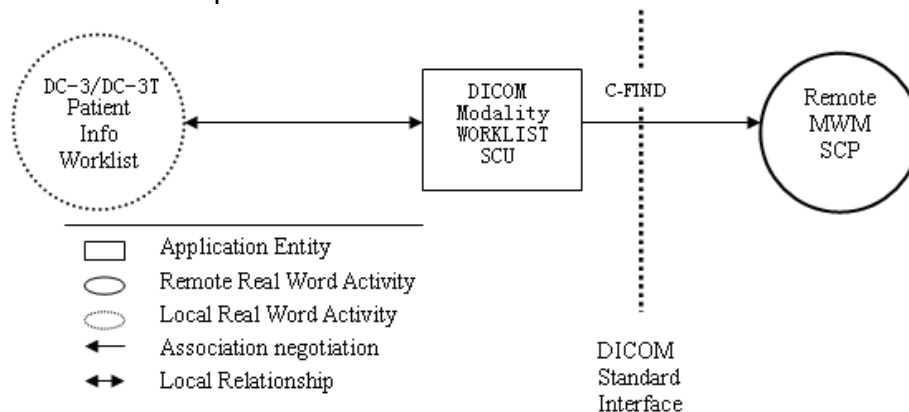 DC-3/DC-3T
Patient
Info
Worklist
DICOM
Modality
WORKLIST
SCU
C-FIND
Remote
MWM
SCP
Application Entity
Remote Real Word Activity
Local Real Word Activity
Association negotiation
Local Relationship
DICOM
Standard
Interface